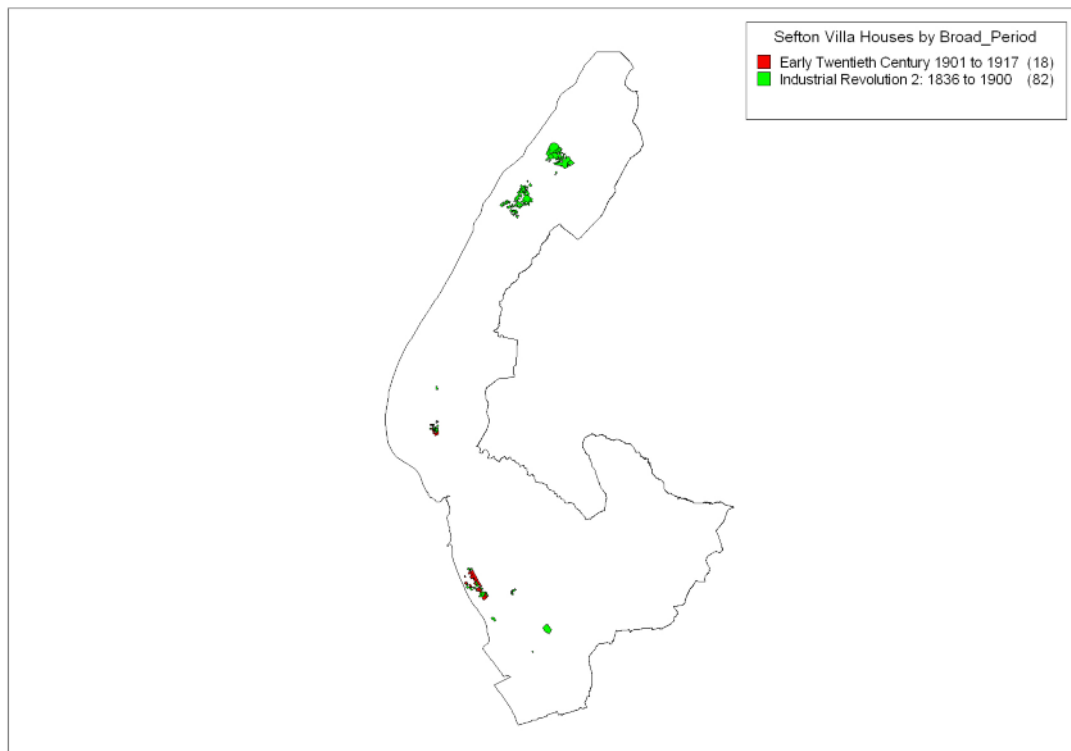 Sefton Villa Houses by Broad_Period
Early Twentieth Century 1901 to 1917 (18)
Industrial Revolution 2: 1836 to 1900 (82)